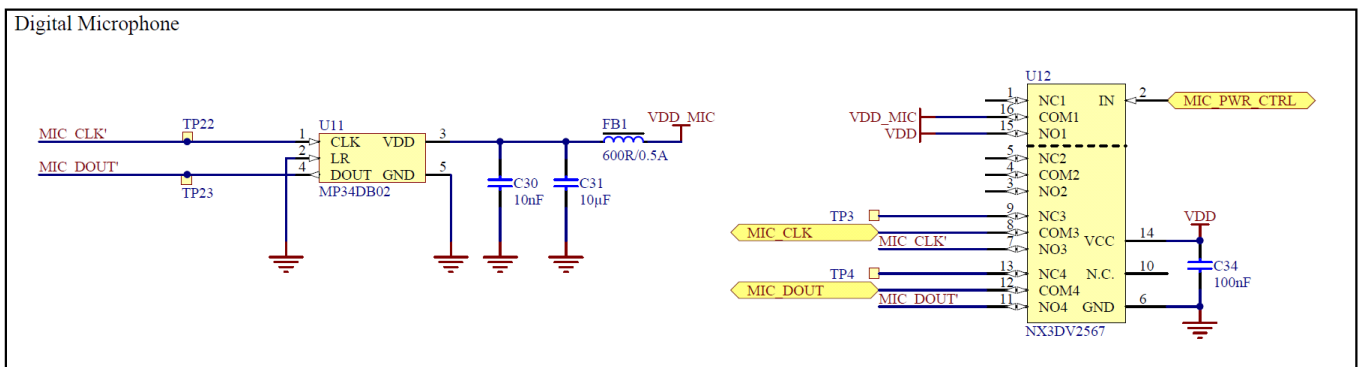 Digital Microphone
MIC_CLK'
TP22
MIC_DOUT'
TP23
U11
1 CLK VDD 3
2 LR
4 DOUT GND 5
MP34DB02
C30
10nF
C31
10µF
FB1
600R/0.5A
VDD_MIC
U12
1 NC1 IN 2 MIC_PWR_CTRL
VDD_MIC 16 COM1
VDD 15 NO1
5 NC2
4 COM2
3 NO2
TP3 9 NC3
MIC_CLK 8 COM3
MIC_CLK' 7 NO3
VCC 14 VDD
TP4 13 NC4 N.C. 10
MIC_DOUT 12 COM4
MIC_DOUT' 11 NO4 GND 6
C34
100nF
NX3DV2567